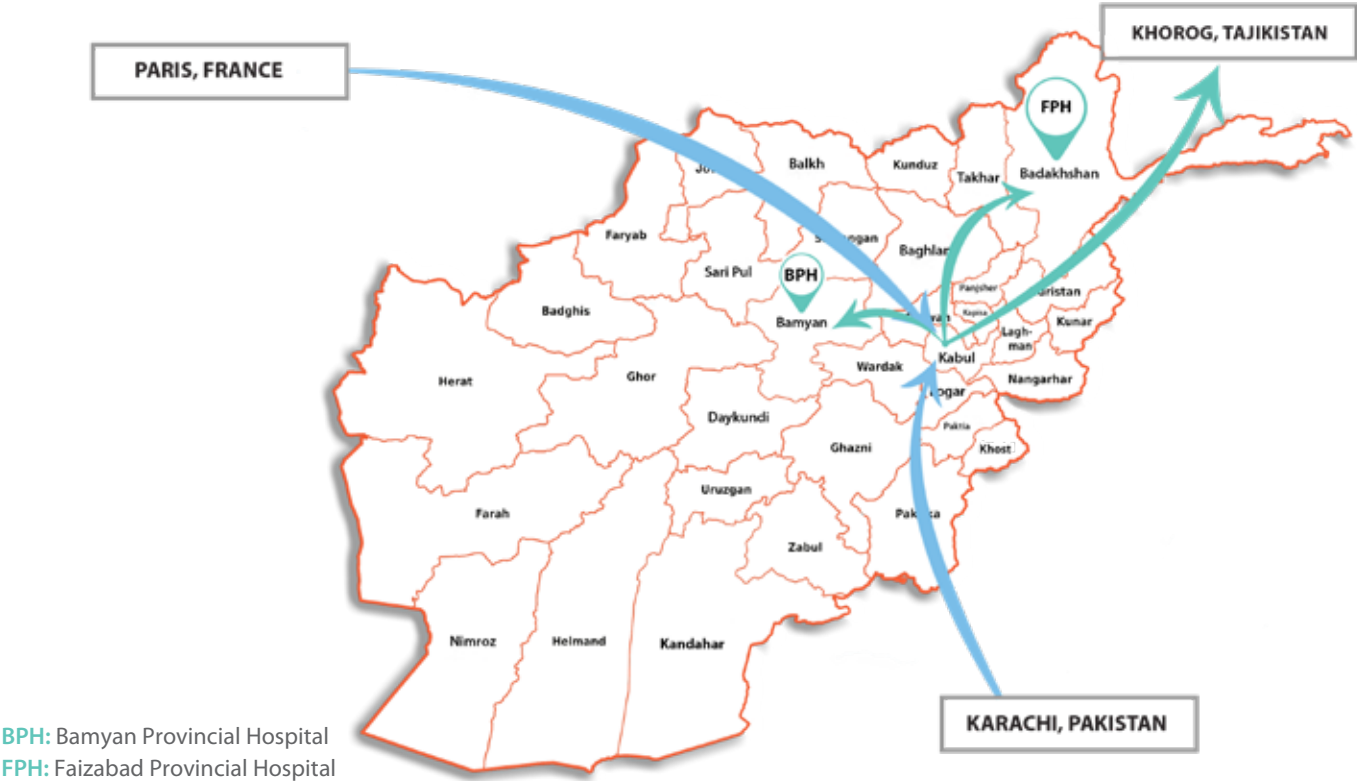 KHOROG, TAJIKISTAN
PARIS, FRANCE
FPH
Balkh
Kunduz
Takhar
Badakhshan
Faryab
Baghlan
Sari Pul
BPH
Panjsher
Badghis
Bamyan
Kapisa
Kunar
Lagh-
man
Kabul
Wardak
Herat
Ghor
Nangarhar
Daykundi
Paktia
Ghazni
Khost
Uruzgan
Farah
Zabul
Nimroz
Helmand
Kandahar
KARACHI, PAKISTAN
BPH: Bamyan Provincial Hospital
FPH: Faizabad Provincial Hospital